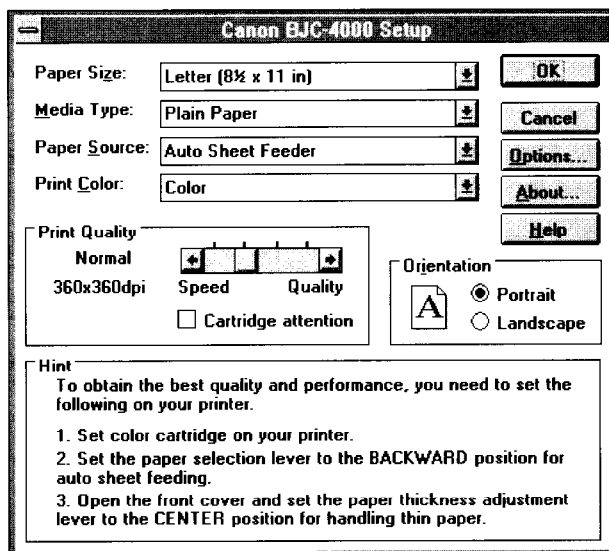 Canon BJC-4000 Setup
Paper Size: Letter (8½ x 11 in) OK
Media Type: Plain Paper Cancel
Paper Source: Auto Sheet Feeder Options...
Print Color: Color About...
Help
Print Quality
Normal
360x360dpi Speed Quality
Cartridge attention
Orientation
A Portrait
Landscape
Hint
To obtain the best quality and performance, you need to set the
following on your printer.
1. Set color cartridge on your printer.
2. Set the paper selection lever to the BACKWARD position for
auto sheet feeding.
3. Open the front cover and set the paper thickness adjustment
lever to the CENTER position for handling thin paper.